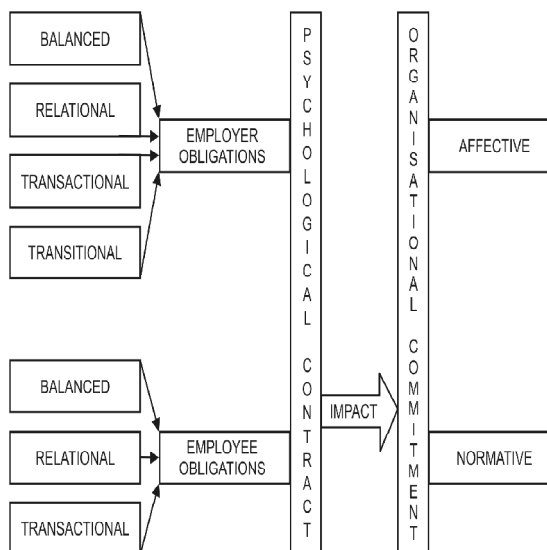 BALANCED
RELATIONAL
TRANSACTIONAL
TRANSITIONAL
EMPLOYER
OBLIGATIONS
BALANCED
RELATIONAL
TRANSACTIONAL
EMPLOYEE
OBLIGATIONS
PSYCHOLOGICAL CONTRACT
IMPACT
ORGANISATIONAL COMMITMENT
AFFECTIVE
NORMATIVE